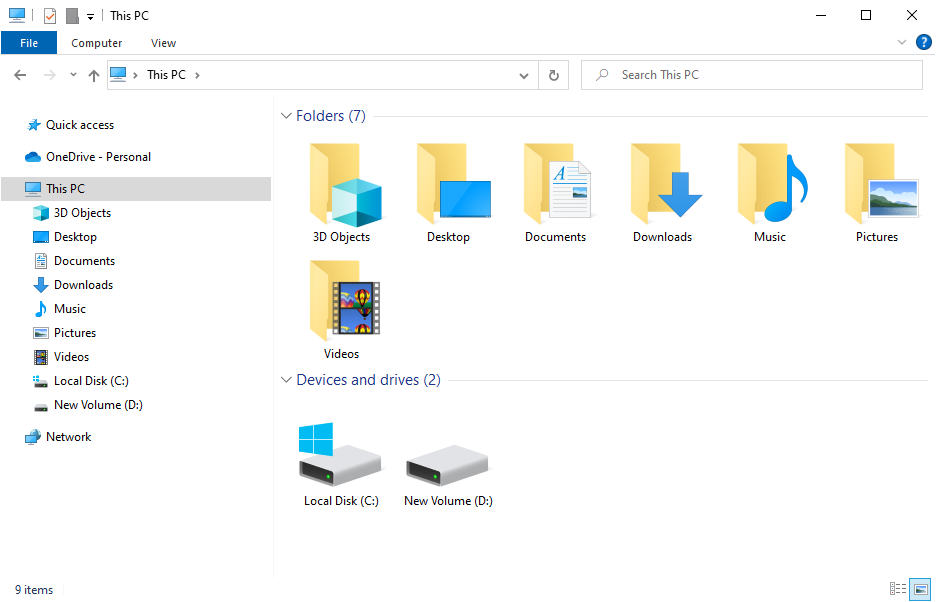 This PC
File
Computer
View
?
This PC
Search This PC
Quick access
OneDrive - Personal
This PC
3D Objects
Desktop
Documents
Downloads
Music
Pictures
Videos
Local Disk (C:)
New Volume (D:)
Network
Folders (7)
3D Objects
Desktop
A
Documents
Downloads
Music
Pictures
Videos
Devices and drives (2)
Local Disk (C:)
New Volume (D:)
9 items